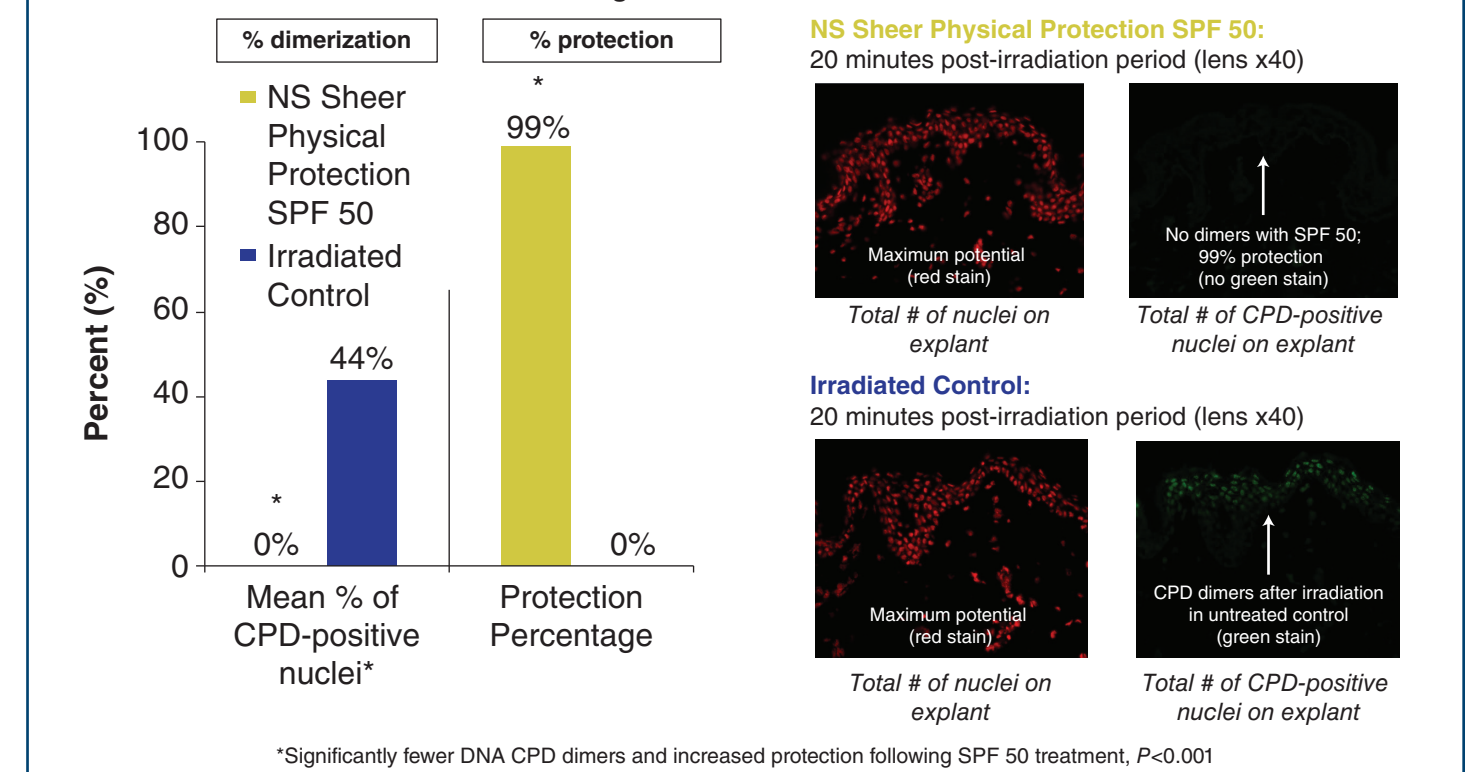 % dimerization
% protection
NS Sheer
Physical
Protection
SPF 50
Irradiated
Control
Percent (%)
100
80
60
40
20
0
*
0%
44%
*
99%
0%
Mean % of
CPD-positive
nuclei*
Protection
Percentage
NS Sheer Physical Protection SPF 50:
20 minutes post-irradiation period (lens x40)
Maximum potential
(red stain)
Total # of nuclei on
explant
No dimers with SPF 50;
99% protection
(no green stain)
Total # of CPD-positive
nuclei on explant
Irradiated Control:
20 minutes post-irradiation period (lens x40)
Maximum potential
(red stain)
Total # of nuclei on
explant
CPD dimers after irradiation
in untreated control
(green stain)
Total # of CPD-positive
nuclei on explant
*Significantly fewer DNA CPD dimers and increased protection following SPF 50 treatment, P<0.001